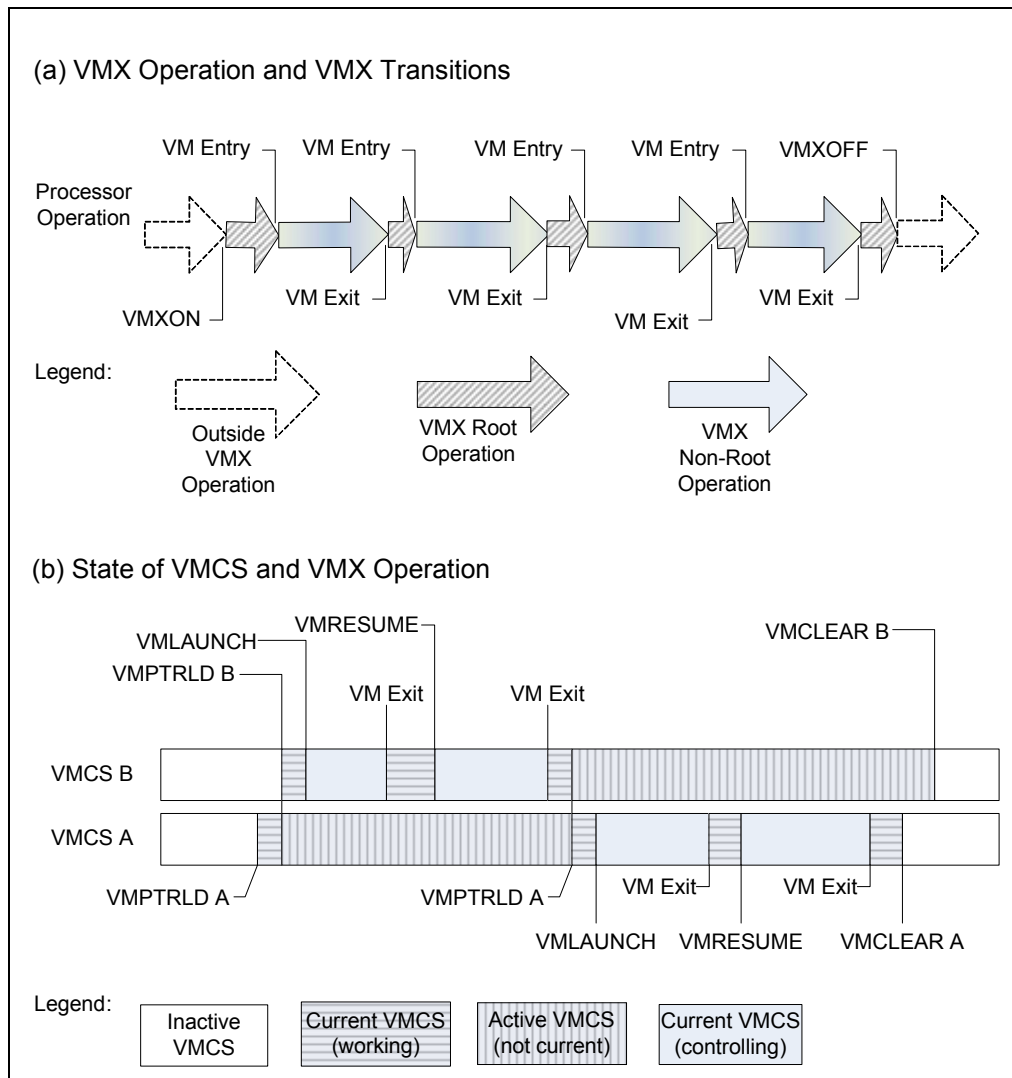 (a) VMX Operation and VMX Transitions
VM Entry
VM Entry
VM Entry
VM Entry
VMXOFF
Processor
Operation
VMXON
VM Exit
VM Exit
VM Exit
VM Exit
Legend:
Outside
VMX
Operation
VMX Root
Operation
VMX
Non-Root
Operation
(b) State of VMCS and VMX Operation
VMLAUNCH
VMRESUME
VMCLEAR B
VMPTRLD B
VM Exit
VM Exit
VMCS B
VMCS A
VMPTRLD A
VMPTRLD A
VM Exit
VM Exit
VMLAUNCH
VMRESUME
VMCLEAR A
Legend:
Inactive
VMCS
Current VMCS
(working)
Active VMCS
(not current)
Current VMCS
(controlling)